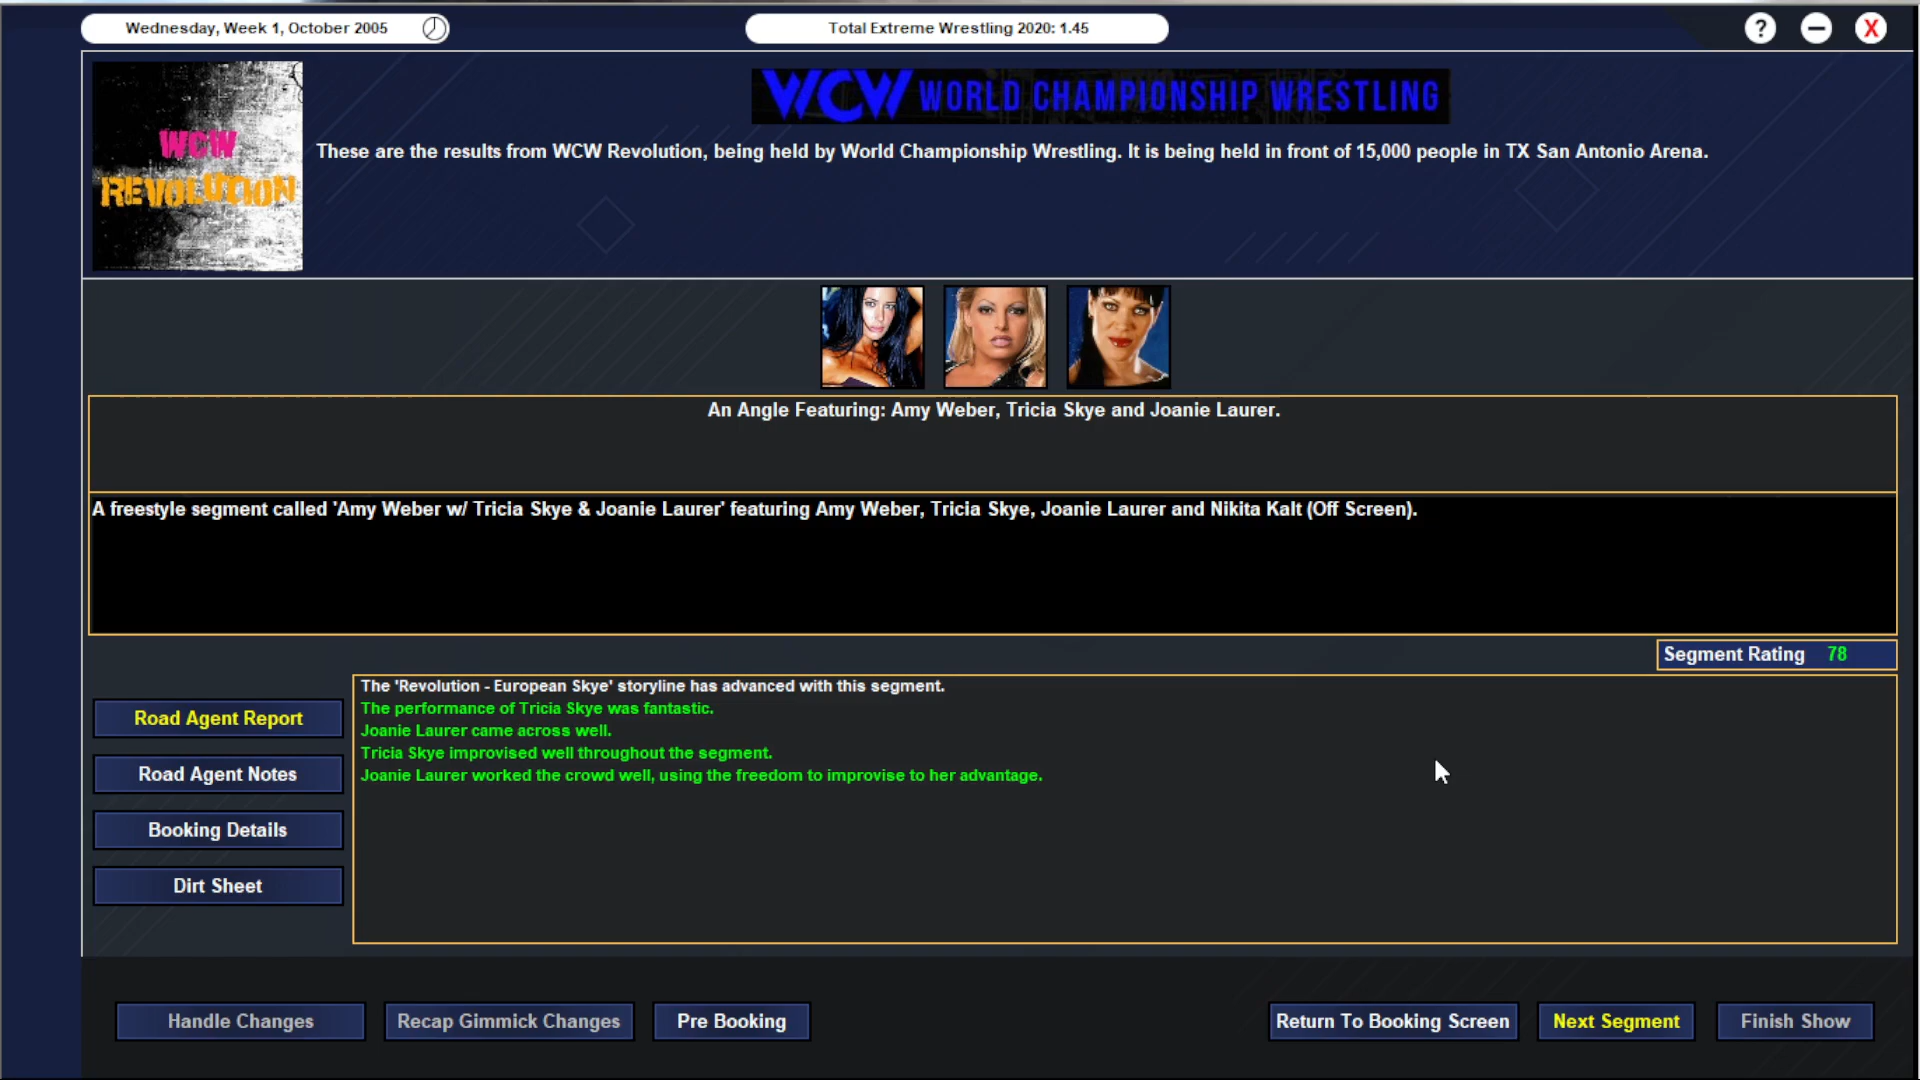 Wednesday, Week 1, October 2005
Total Extreme Wrestling 2020: 1.45
?
X
WCW WORLD CHAMPIONSHIP WRESTLING
WCW
REVOLUTION
These are the results from WCW Revolution, being held by World Championship Wrestling. It is being held in front of 15,000 people in TX San Antonio Arena.
An Angle Featuring: Amy Weber, Tricia Skye and Joanie Laurer.
A freestyle segment called 'Amy Weber w/ Tricia Skye & Joanie Laurer' featuring Amy Weber, Tricia Skye, Joanie Laurer and Nikita Kalt (Off Screen).
Segment Rating 78
The 'Revolution - European Skye' storyline has advanced with this segment.
The performance of Tricia Skye was fantastic.
Joanie Laurer came across well.
Tricia Skye improvised well throughout the segment.
Joanie Laurer worked the crowd well, using the freedom to improvise to her advantage.
Road Agent Report
Road Agent Notes
Booking Details
Dirt Sheet
Handle Changes
Recap Gimmick Changes
Pre Booking
Return To Booking Screen
Next Segment
Finish Show